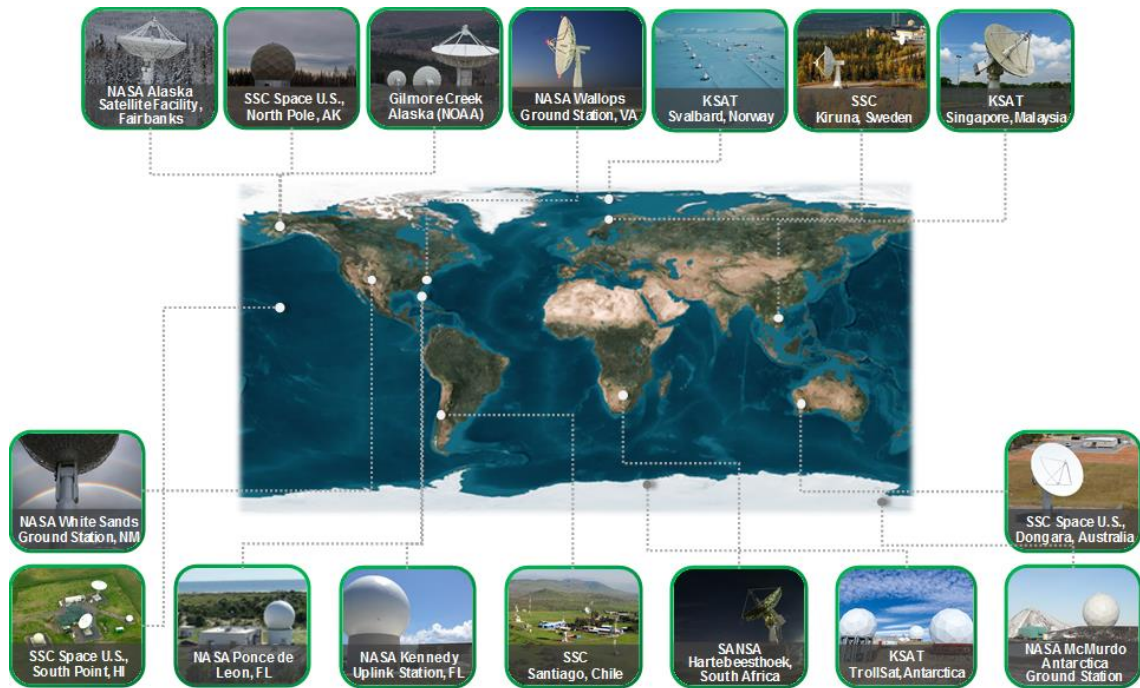 NASA Alaska
Satellite Facility,
Fairbanks
SSC Space U.S.,
North Pole, AK
Gilmore Creek
Alaska (NOAA)
NASA Wallops
Ground Station, VA
KSAT
Svalbard, Norway
SSC
Kiruna, Sweden
KSAT
Singapore, Malaysia
NASA White Sands
Ground Station, NM
SSC Space U.S.,
Dongara, Australia
SSC Space U.S.,
South Point, HI
NASA Ponce de
Leon, FL
NASA Kennedy
Uplink Station, FL
SSC
Santiago, Chile
SANSA
Hartebeesthoek,
South Africa
KSAT
TrollSat, Antarctica
NASA McMurdo
Antarctica
Ground Station